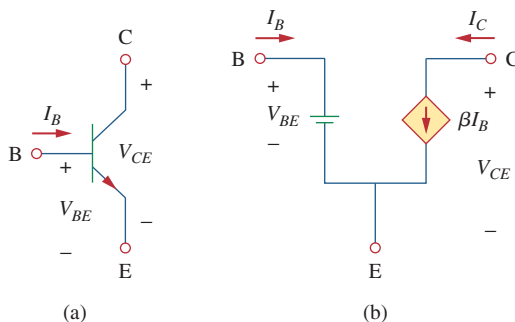 C
+
I_B
B
+
V_CE
V_BE
−
−
E
(a)
I_B
I_C
B
C
+
+
V_BE
βI_B
−
V_CE
−
E
(b)